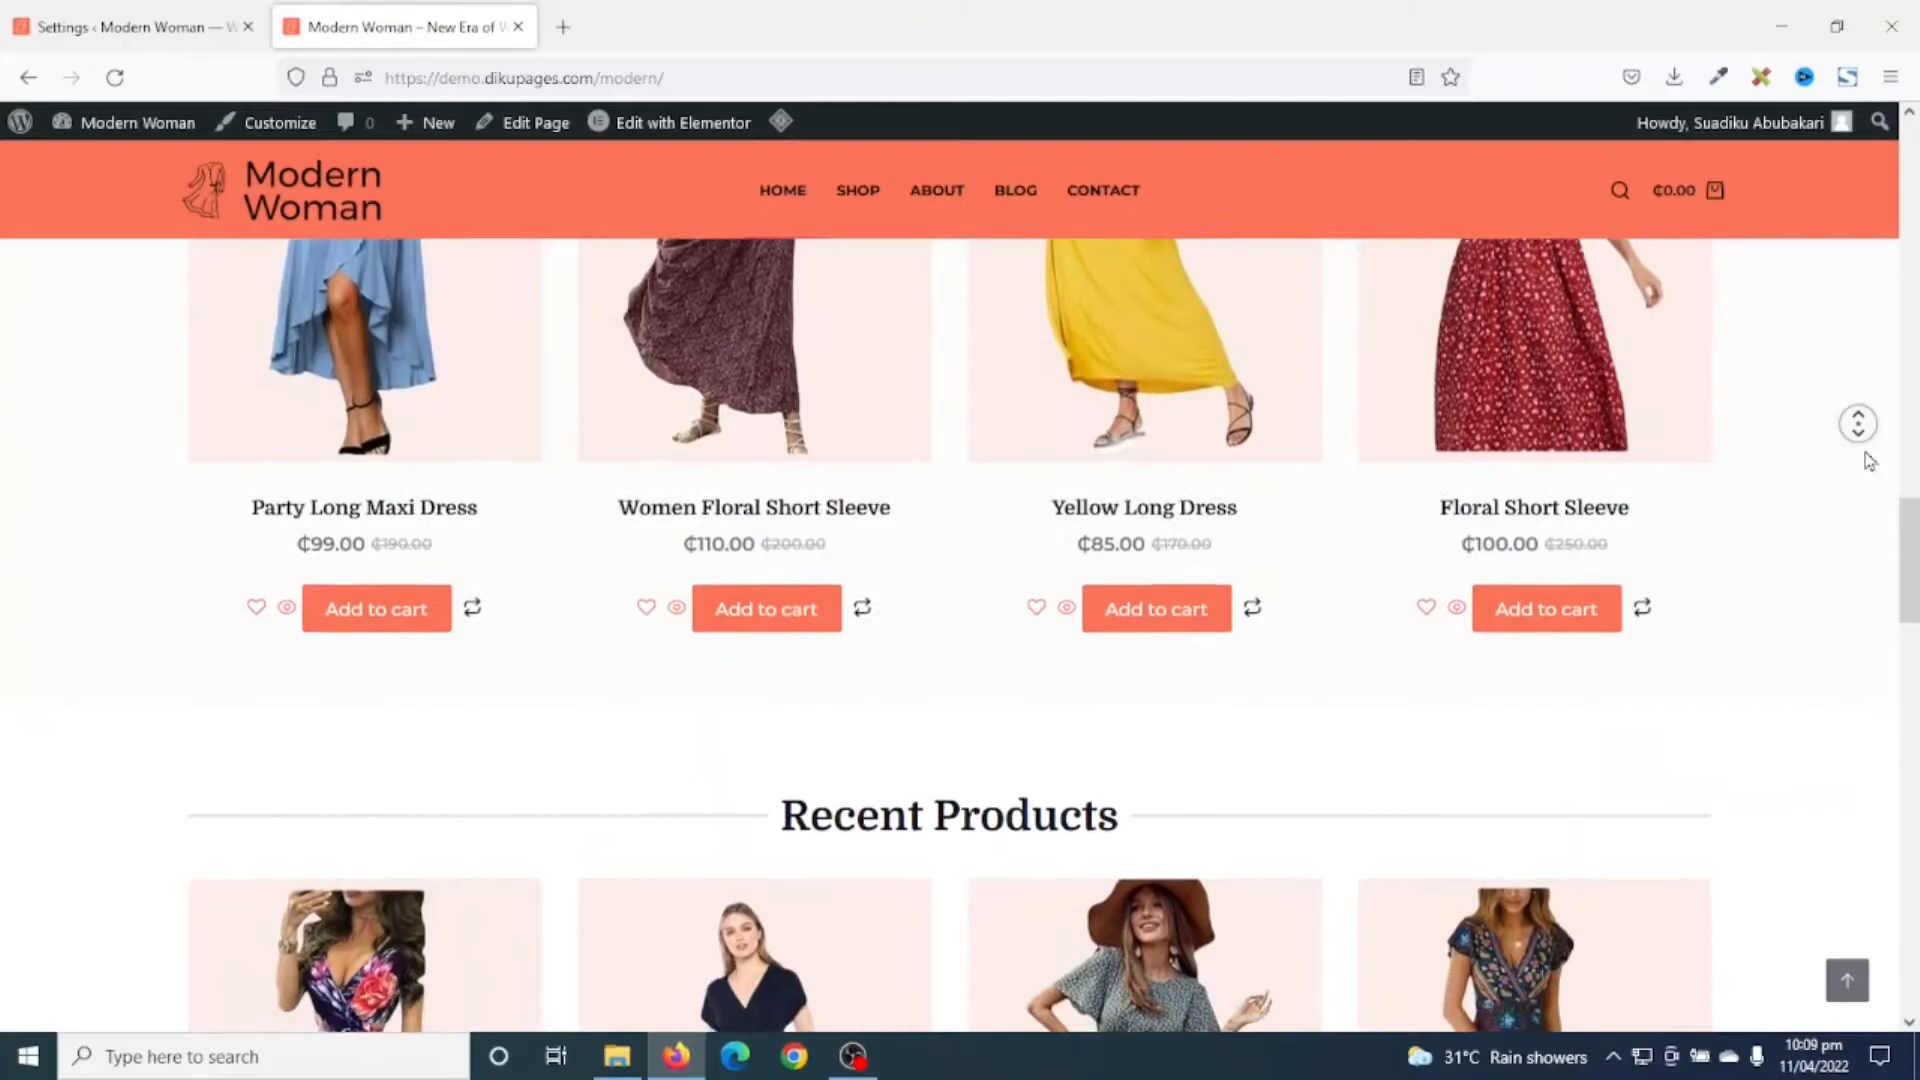 Settings ‹ Modern Woman — W
Modern Woman – New Era of W
https://demo.dikupages.com/modern/
Modern Woman
Customize
0
New
Edit Page
Edit with Elementor
Howdy, Suadiku Abubakari
Modern
Woman
HOME
SHOP
ABOUT
BLOG
CONTACT
₵0.00
Party Long Maxi Dress
₵99.00 ₵190.00
Add to cart
Women Floral Short Sleeve
₵110.00 ₵200.00
Add to cart
Yellow Long Dress
₵85.00 ₵170.00
Add to cart
Floral Short Sleeve
₵100.00 ₵250.00
Add to cart
Recent Products
Type here to search
31°C Rain showers
10:09 pm
11/04/2022